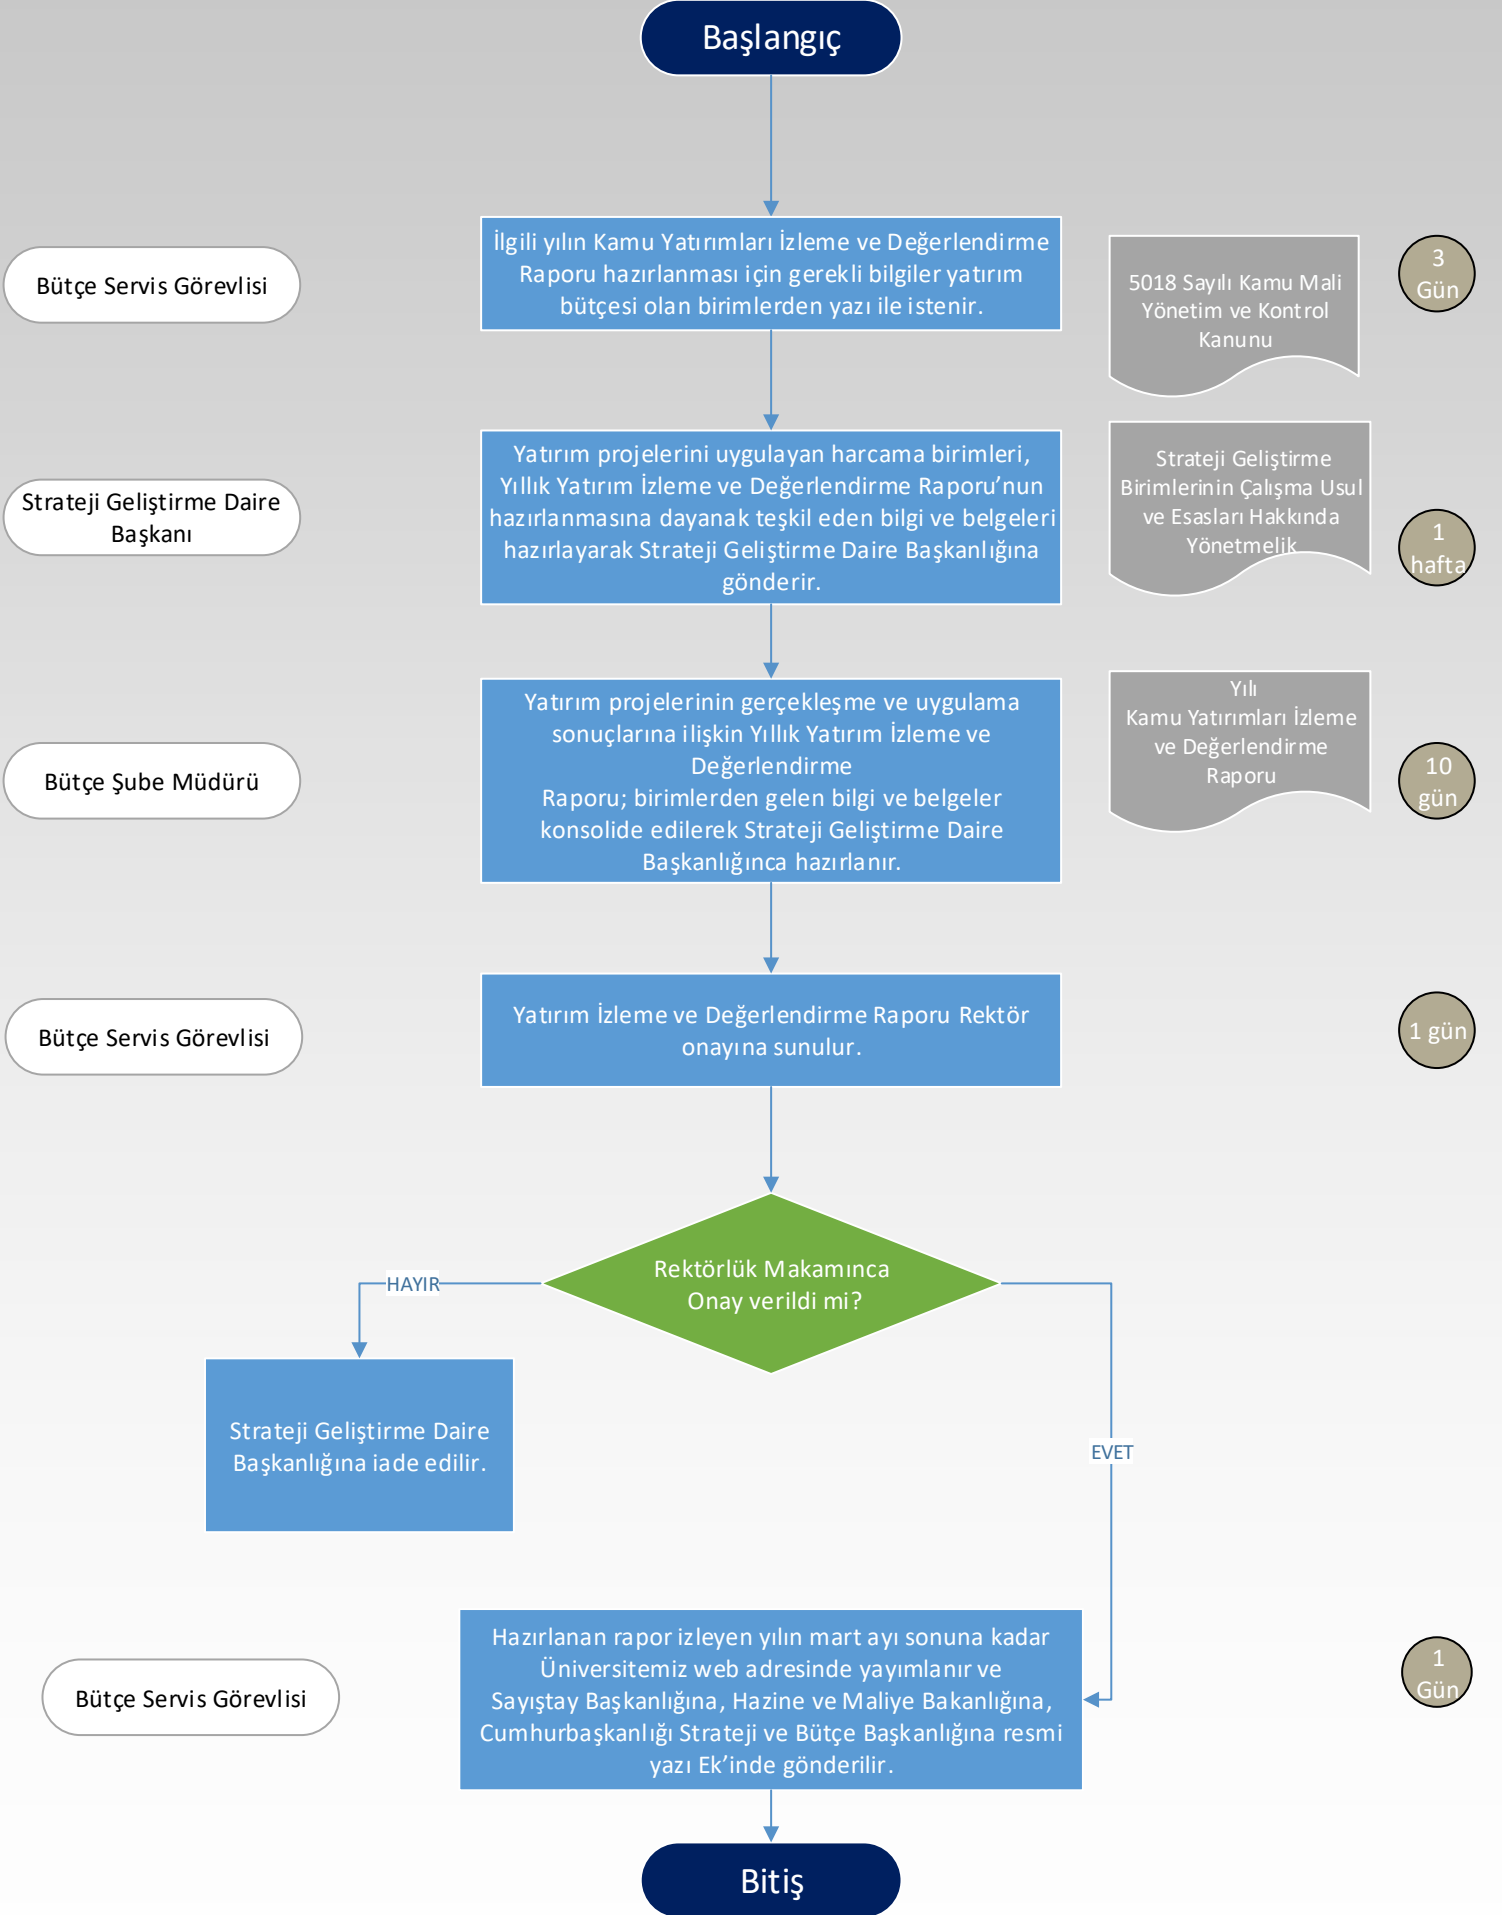 Başlangıç
Bütçe Servis Görevlisi
İlgili yılın Kamu Yatırımları İzleme ve Değerlendirme
Raporu hazırlanması için gerekli bilgiler yatırım
bütçesi olan birimlerden yazı ile istenir.
5018 Sayılı Kamu Mali
Yönetim ve Kontrol
Kanunu
3
Gün
Strateji Geliştirme Daire
Başkanı
Yatırım projelerini uygulayan harcama birimleri,
Yıllık Yatırım İzleme ve Değerlendirme Raporu’nun
hazırlanmasına dayanak teşkil eden bilgi ve belgeleri
hazırlayarak Strateji Geliştirme Daire Başkanlığına
gönderir.
Strateji Geliştirme
Birimlerinin Çalışma Usul
ve Esasları Hakkında
Yönetmelik
1
hafta
Bütçe Şube Müdürü
Yatırım projelerinin gerçekleşme ve uygulama
sonuçlarına ilişkin Yıllık Yatırım İzleme ve
Değerlendirme
Raporu; birimlerden gelen bilgi ve belgeler
konsolide edilerek Strateji Geliştirme Daire
Başkanlığınca hazırlanır.
Yılı
Kamu Yatırımları İzleme
ve Değerlendirme
Raporu
10
gün
Bütçe Servis Görevlisi
Yatırım İzleme ve Değerlendirme Raporu Rektör
onayına sunulur.
1 gün
Rektörlük Makamınca
Onay verildi mi?
HAYIR
Strateji Geliştirme Daire
Başkanlığına iade edilir.
EVET
Bütçe Servis Görevlisi
Hazırlanan rapor izleyen yılın mart ayı sonuna kadar
Üniversitemiz web adresinde yayımlanır ve
Sayıştay Başkanlığına, Hazine ve Maliye Bakanlığına,
Cumhurbaşkanlığı Strateji ve Bütçe Başkanlığına resmi
yazı Ek’inde gönderilir.
1
Gün
Bitiş